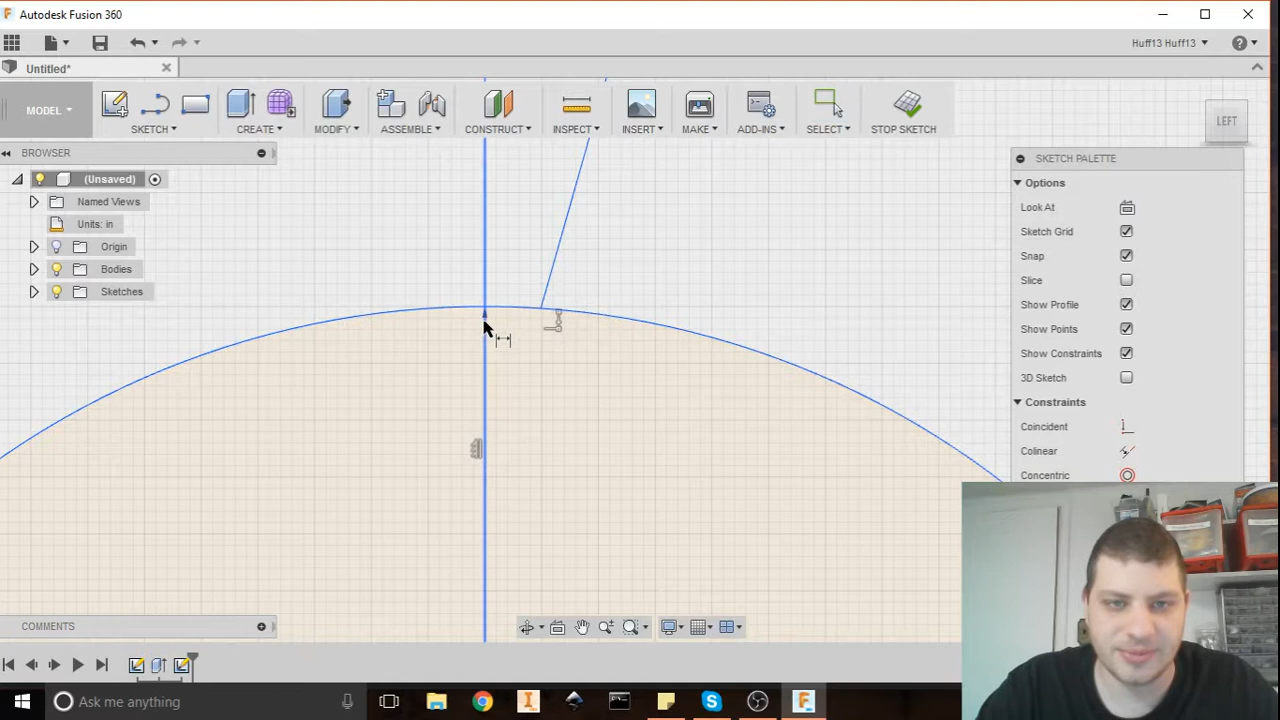 Autodesk Fusion 360
Huff13 Huff13
Untitled*
MODEL
SKETCH
CREATE
MODIFY
ASSEMBLE
CONSTRUCT
INSPECT
INSERT
MAKE
ADD-INS
SELECT
STOP SKETCH
LEFT
BROWSER
(Unsaved)
Named Views
Units: in
Origin
Bodies
Sketches
SKETCH PALETTE
Options
Look At
Sketch Grid
Snap
Slice
Show Profile
Show Points
Show Constraints
3D Sketch
Constraints
Coincident
Colinear
Concentric
COMMENTS
Ask me anything